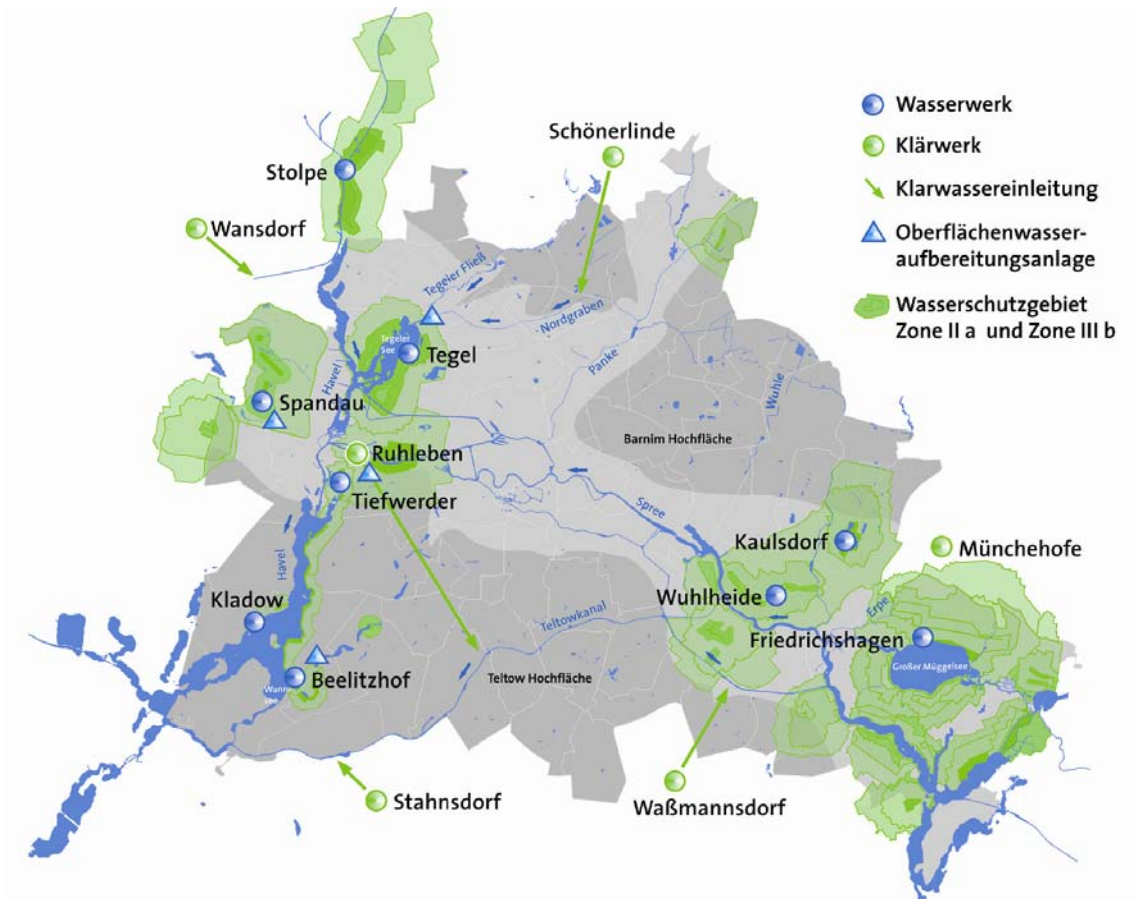 Wasserwerk
Klärwerk
Klarwassereinleitung
Oberflächenwasser-
aufbereitungsanlage
Wasserschutzgebiet
Zone II a und Zone III b
Schönerlinde
Stolpe
Wansdorf
Tegeler Fließ
Nordgraben
Tegeler
See
Tegel
Panke
Havel
Wuhle
Spandau
Barnim Hochfläche
Ruhleben
Tiefwerder
Spree
Kaulsdorf
Münchehofe
Havel
Wuhlheide
Erpe
Kladow
Teltowkanal
Friedrichshagen
Großer Müggelsee
Teltow Hochfläche
Beelitzhof
Stahnsdorf
Waßmannsdorf